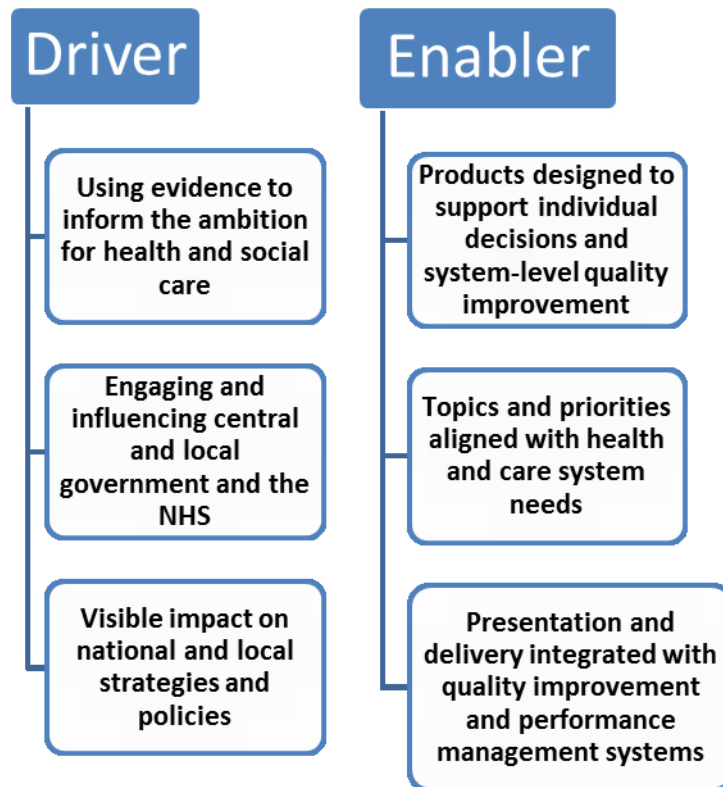 Driver
Using evidence to
inform the ambition
for health and social
care
Engaging and
influencing central
and local
government and the
NHS
Visible impact on
national and local
strategies and
policies
Enabler
Products designed to
support individual
decisions and
system-level quality
improvement
Topics and priorities
aligned with health
and care system
needs
Presentation and
delivery integrated with
quality improvement
and performance
management systems